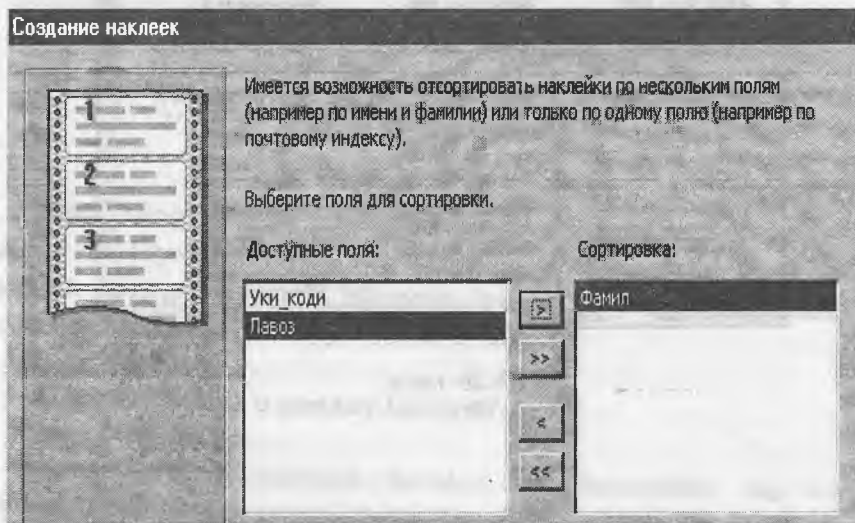 Создание наклеек
1
2
3
Имеется возможность отсортировать наклейки по нескольким полям
(например по имени и фамилии) или только по одному полю (например по
почтовому индексу).
Выберите поля для сортировки.
Доступные поля:
Сортировка:
Уки_коди
Лавоз
Фамил
>
>>
<
<<